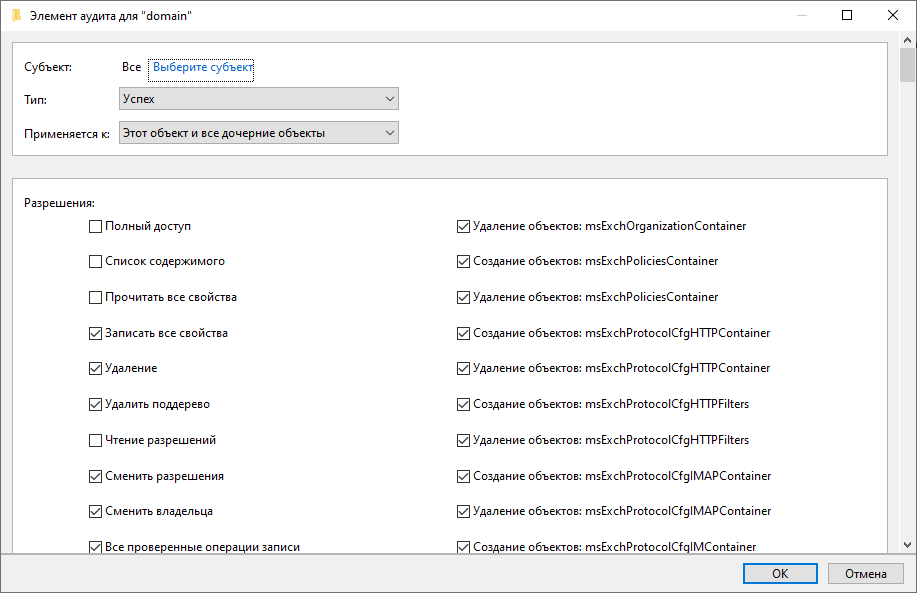 Элемент аудита для "domain"
Субъект: Все Выберите субъект
Тип: Успех
Применяется к: Этот объект и все дочерние объекты
Разрешения:
Полный доступ Удаление объектов: msExchOrganizationContainer
Список содержимого Создание объектов: msExchPoliciesContainer
Прочитать все свойства Удаление объектов: msExchPoliciesContainer
Записать все свойства Создание объектов: msExchProtocolCfgHTTPContainer
Удаление Удаление объектов: msExchProtocolCfgHTTPContainer
Удалить поддерево Создание объектов: msExchProtocolCfgHTTPFilters
Чтение разрешений Удаление объектов: msExchProtocolCfgHTTPFilters
Сменить разрешения Создание объектов: msExchProtocolCfgIMAPContainer
Сменить владельца Удаление объектов: msExchProtocolCfgIMAPContainer
Все проверенные операции записи Создание объектов: msExchProtocolCfgIMContainer
ОК Отмена